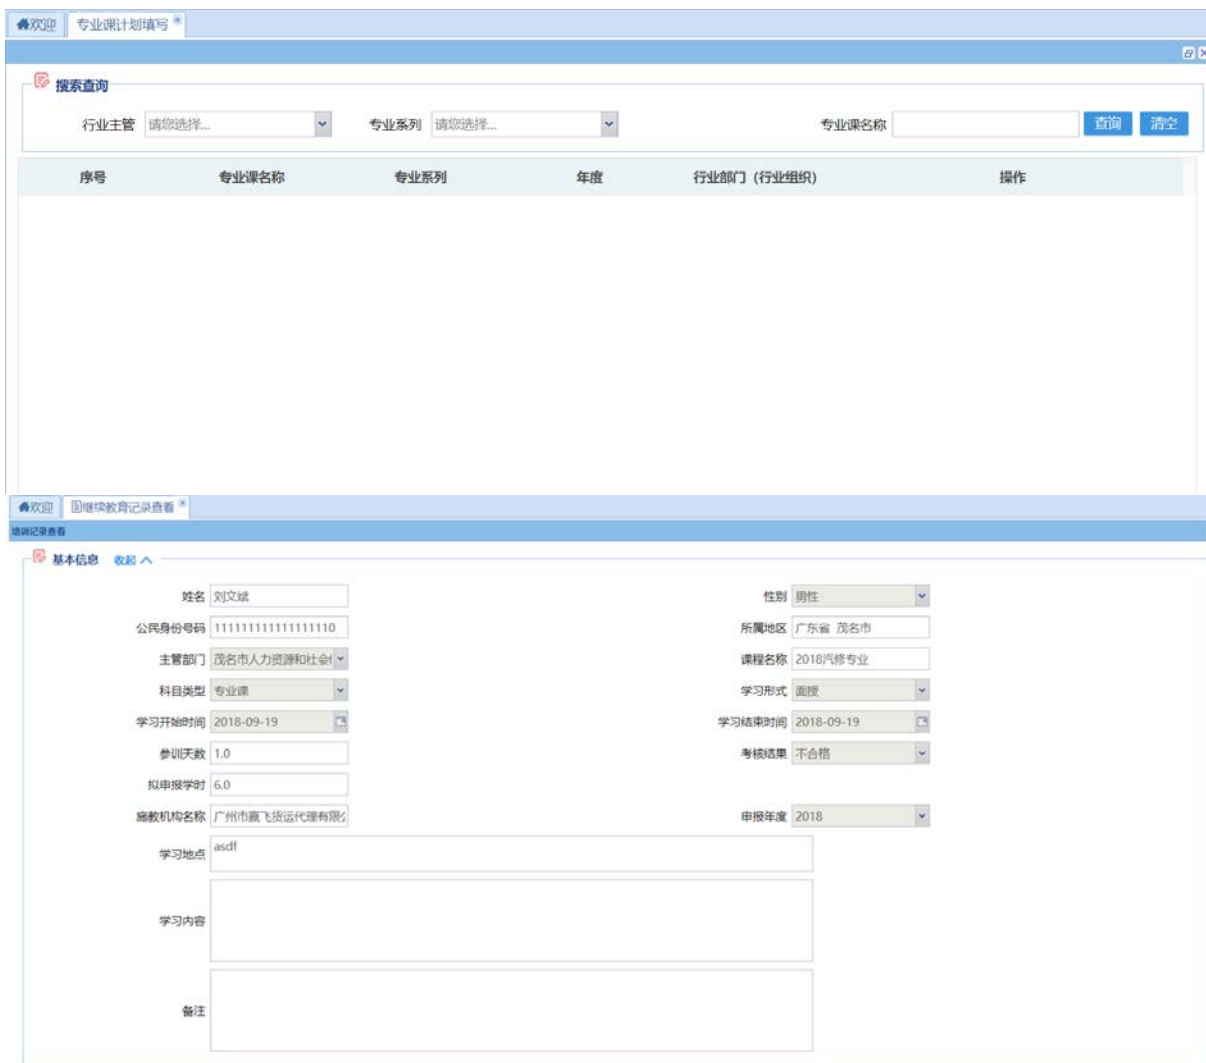 欢迎 专业课计划填写
搜索查询
行业主管 请您选择... 专业系列 请您选择... 专业课名称 查询 清空
序号 专业课名称 专业系列 年度 行业部门（行业组织） 操作
欢迎 继续教育记录查看
培训记录查看
基本信息 收起
姓名 刘文斌 性别 男性
公民身份号码 111111111111111110 所属地区 广东省 茂名市
主管部门 茂名市人力资源和社会 课程名称 2018汽修专业
科目类型 专业课 学习形式 面授
学习开始时间 2018-09-19 学习结束时间 2018-09-19
参训天数 1.0 考核结果 不合格
拟申报学时 6.0
施教机构名称 广州市赢飞货运代理有限 申报年度 2018
学习地点 asdf
学习内容
备注